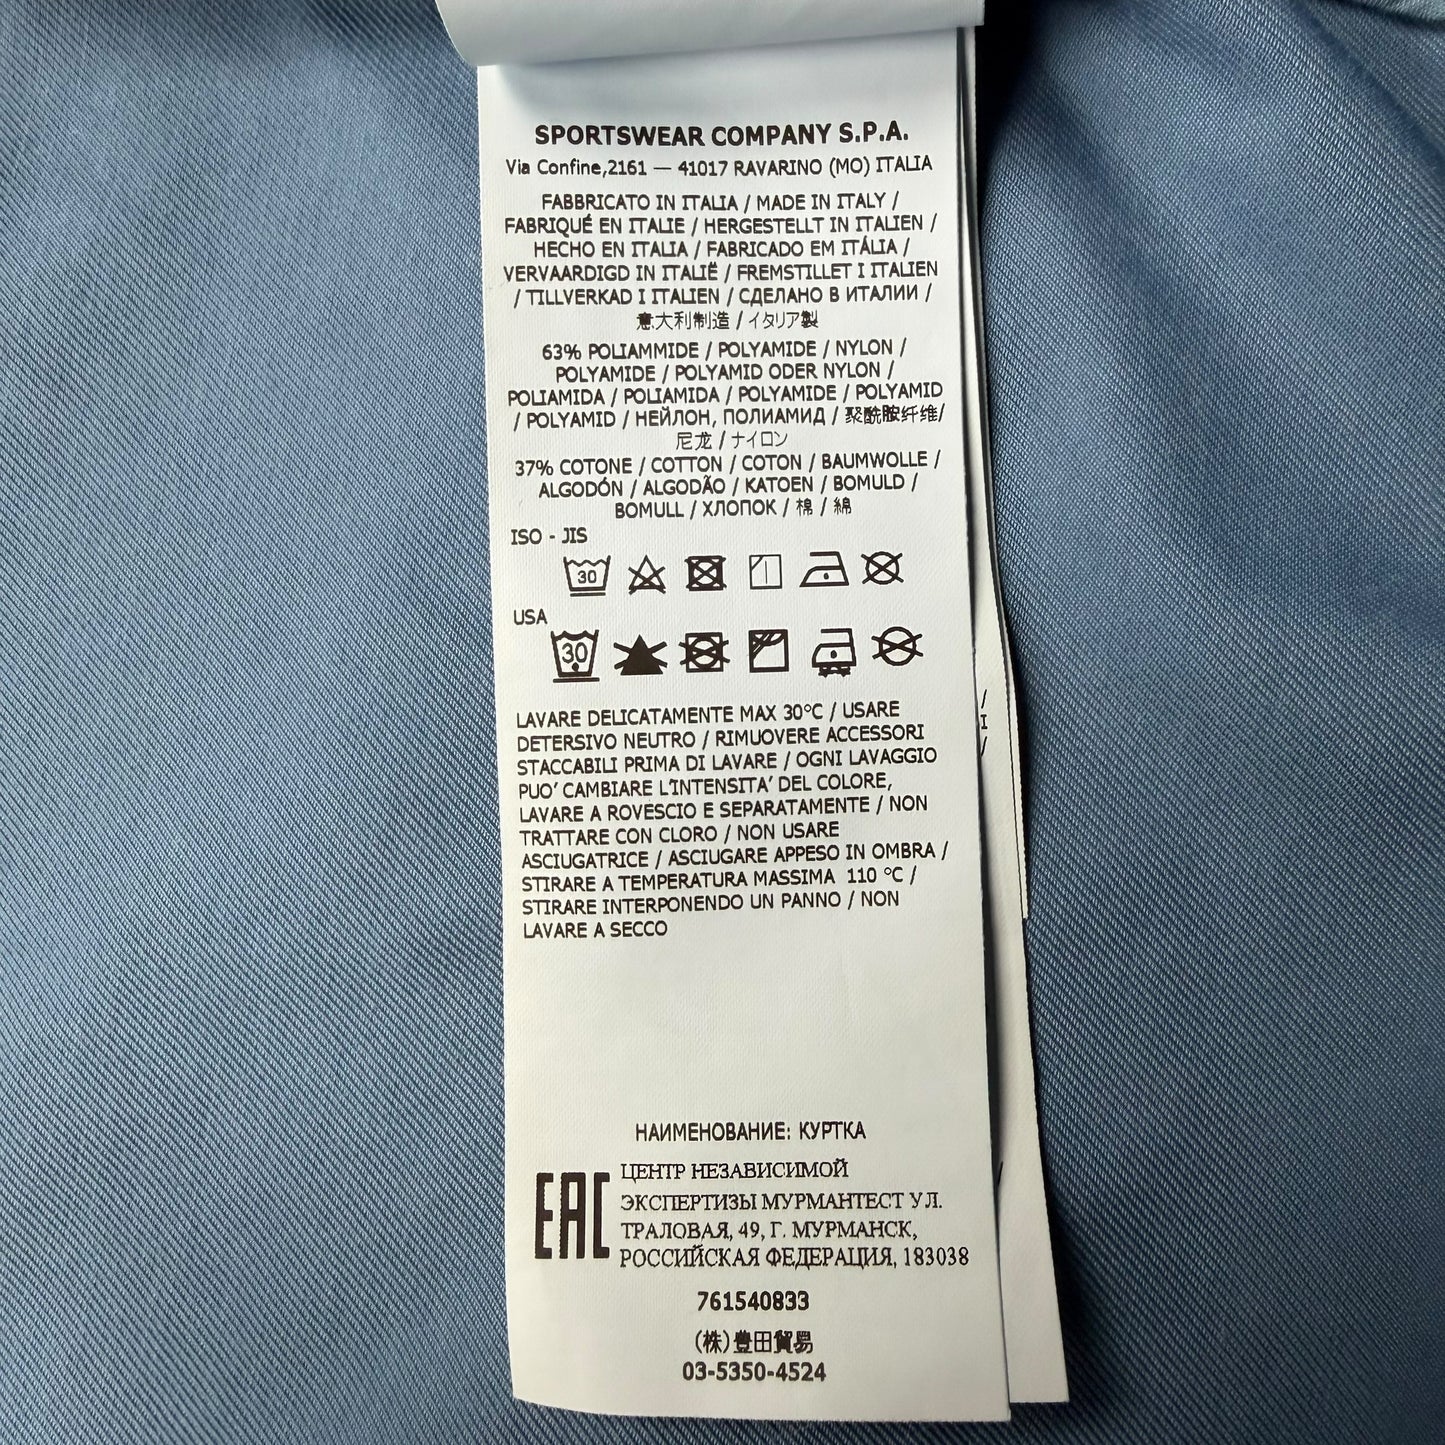 SPORTSWEAR COMPANY S.P.A.
Via Confine,2161 — 41017 RAVARINO (MO) ITALIA
FABBRICATO IN ITALIA / MADE IN ITALY /
FABRIQUÉ EN ITALIE / HERGESTELLT IN ITALIEN /
HECHO EN ITALIA / FABRICADO EM ITÁLIA /
VERVAARDIGD IN ITALIË / FREMSTILLET I ITALIEN
/ TILLVERKAD I ITALIEN / СДЕЛАНО В ИТАЛИИ /
意大利制造 / イタリア製
63% POLIAMMIDE / POLYAMIDE / NYLON /
POLYAMIDE / POLYAMID ODER NYLON /
POLIAMIDA / POLIAMIDA / POLYAMIDE / POLYAMID
/ POLYAMID / НЕЙЛОН, ПОЛИАМИД / 聚酰胺纤维/
尼龙 / ナイロン
37% COTONE / COTTON / COTON / BAUMWOLLE /
ALGODÓN / ALGODÃO / KATOEN / BOMULD /
BOMULL / ХЛОПОК / 棉 / 綿
ISO - JIS
30
USA
30
LAVARE DELICATAMENTE MAX 30°C / USARE
DETERSIVO NEUTRO / RIMUOVERE ACCESSORI
STACCABILI PRIMA DI LAVARE / OGNI LAVAGGIO
PUO' CAMBIARE L'INTENSITA' DEL COLORE,
LAVARE A ROVESCIO E SEPARATAMENTE / NON
TRATTARE CON CLORO / NON USARE
ASCIUGATRICE / ASCIUGARE APPESO IN OMBRA /
STIRARE A TEMPERATURA MASSIMA 110 °C /
STIRARE INTERPONENDO UN PANNO / NON
LAVARE A SECCO
НАИМЕНОВАНИЕ: КУРТКА
EAC
ЦЕНТР НЕЗАВИСИМОЙ
ЭКСПЕРТИЗЫ МУРМАНТЕСТ УЛ.
ТРАЛОВАЯ, 49, Г. МУРМАНСК,
РОССИЙСКАЯ ФЕДЕРАЦИЯ, 183038
761540833
(株)豊田貿易
03-5350-4524